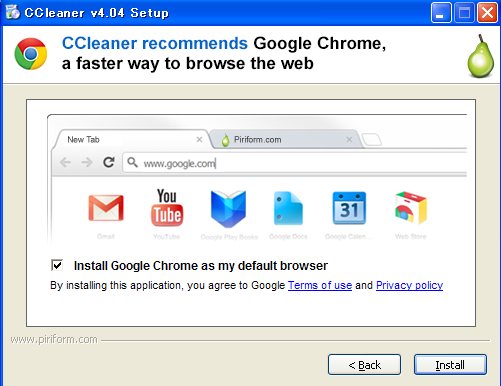 CCleaner v4.04 Setup
CCleaner recommends Google Chrome,
a faster way to browse the web
New Tab
Piriform.com
www.google.com
Gmail
YouTube
Google Play Books
Google Docs
Google Calen...
Web Store
You
Tube
31
Install Google Chrome as my default browser
By installing this application, you agree to Google Terms of use and Privacy policy
www.piriform.com
< Back
Install